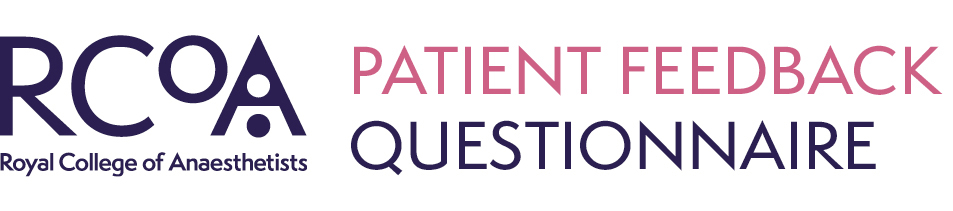 RCoA
Royal College of Anaesthetists
PATIENT FEEDBACK
QUESTIONNAIRE